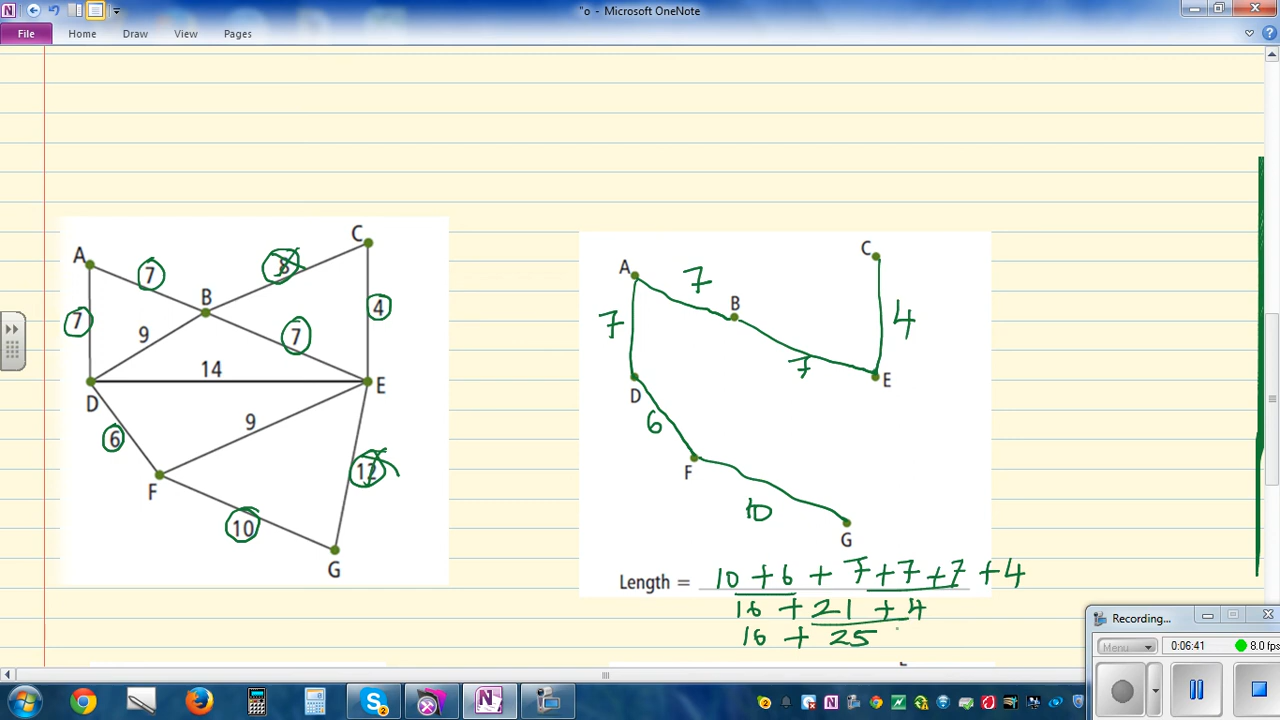 "o - Microsoft OneNote
File Home Draw View Pages
C
A
7
8
B
7
9
7
4
14
D
E
9
6
12
F
10
G
C
A
7
B
7
4
7
D
E
6
F
10
G
Length = 10 + 6 + 7 + 7 + 7 + 4
16 + 21 + 4
16 + 25
Recording...
Menu
0:06:41
8.0 fps